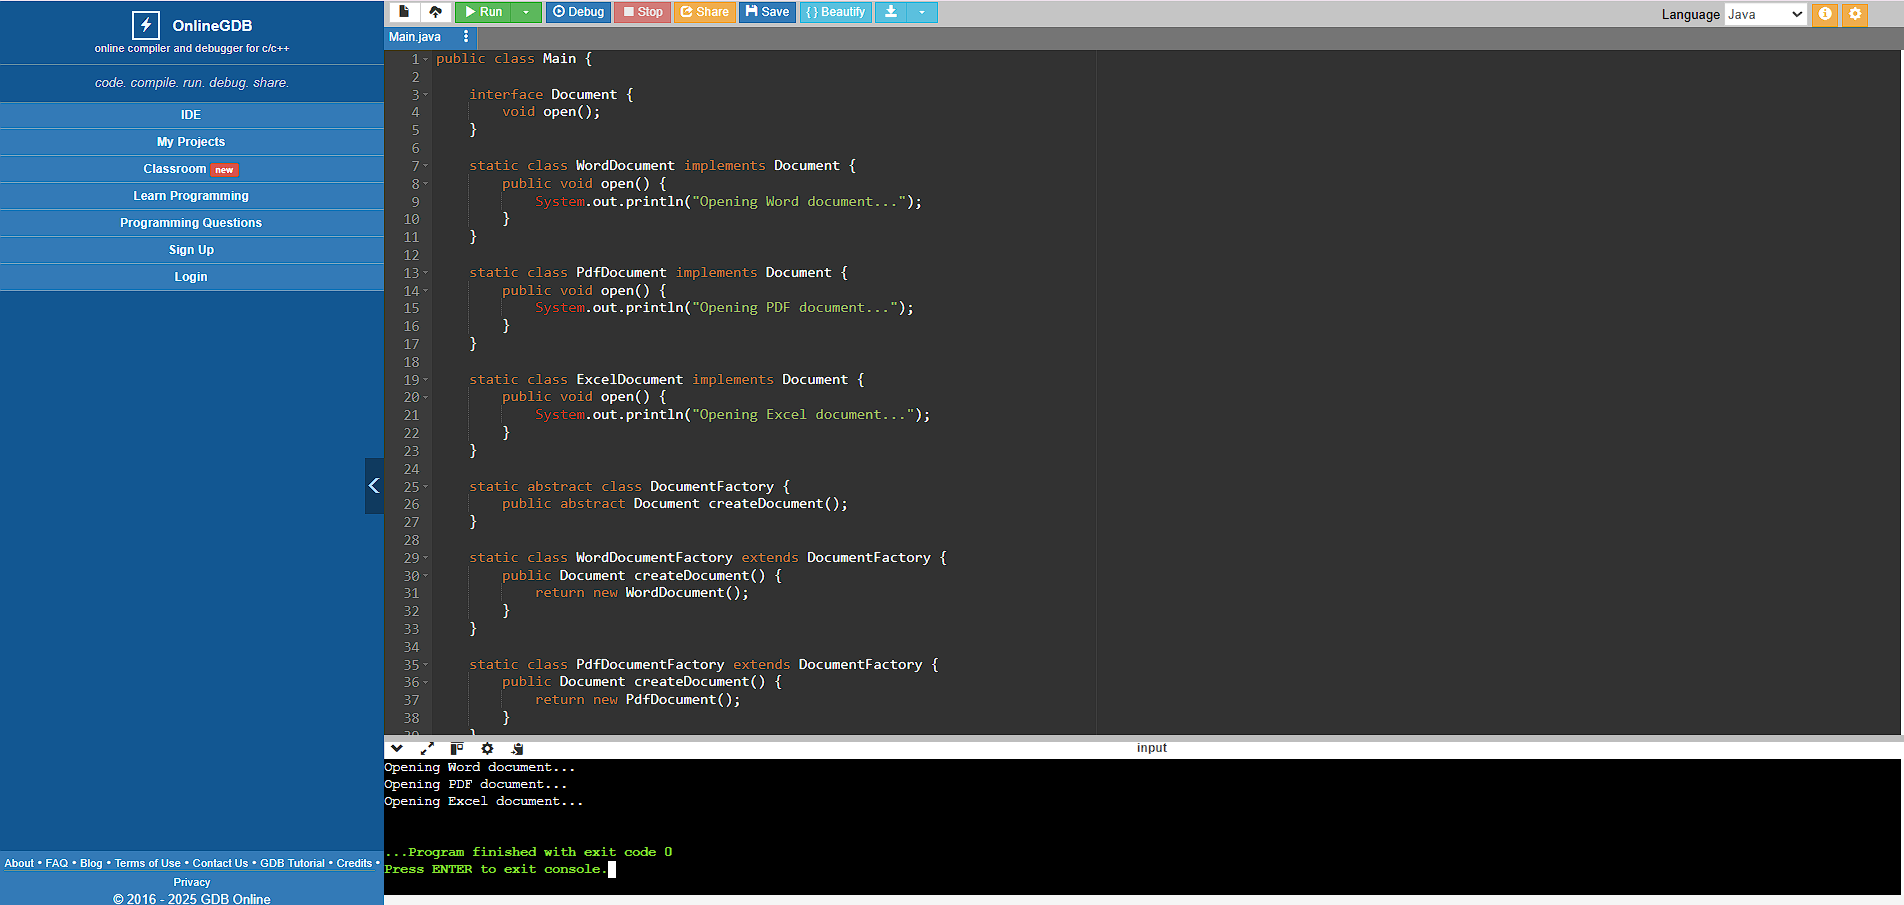 OnlineGDB
online compiler and debugger for c/c++
code. compile. run. debug. share.
IDE
My Projects
Classroom new
Learn Programming
Programming Questions
Sign Up
Login
About • FAQ • Blog • Terms of Use • Contact Us • GDB Tutorial • Credits •
Privacy
© 2016 - 2025 GDB Online
Run Debug Stop Share Save { } Beautify
Language Java
Main.java
1 public class Main {
2
3     interface Document {
4         void open();
5     }
6
7     static class WordDocument implements Document {
8         public void open() {
9             System.out.println("Opening Word document...");
10         }
11     }
12
13     static class PdfDocument implements Document {
14         public void open() {
15             System.out.println("Opening PDF document...");
16         }
17     }
18
19     static class ExcelDocument implements Document {
20         public void open() {
21             System.out.println("Opening Excel document...");
22         }
23     }
24
25     static abstract class DocumentFactory {
26         public abstract Document createDocument();
27     }
28
29     static class WordDocumentFactory extends DocumentFactory {
30         public Document createDocument() {
31             return new WordDocument();
32         }
33     }
34
35     static class PdfDocumentFactory extends DocumentFactory {
36         public Document createDocument() {
37             return new PdfDocument();
38         }
39     }
input
Opening Word document...
Opening PDF document...
Opening Excel document...
...Program finished with exit code 0
Press ENTER to exit console.